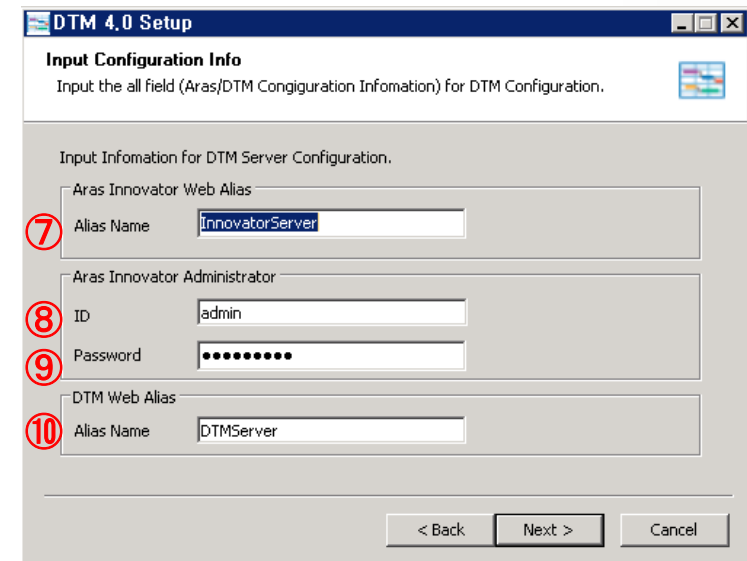 DTM 4.0 Setup
Input Configuration Info
Input the all field (Aras/DTM Congiguration Infomation) for DTM Configuration.
Input Infomation for DTM Server Configuration.
Aras Innovator Web Alias
⑦ Alias Name InnovatorServer
Aras Innovator Administrator
⑧ ID admin
⑨ Password ●●●●●●●●●
DTM Web Alias
⑩ Alias Name DTMServer
< Back Next > Cancel